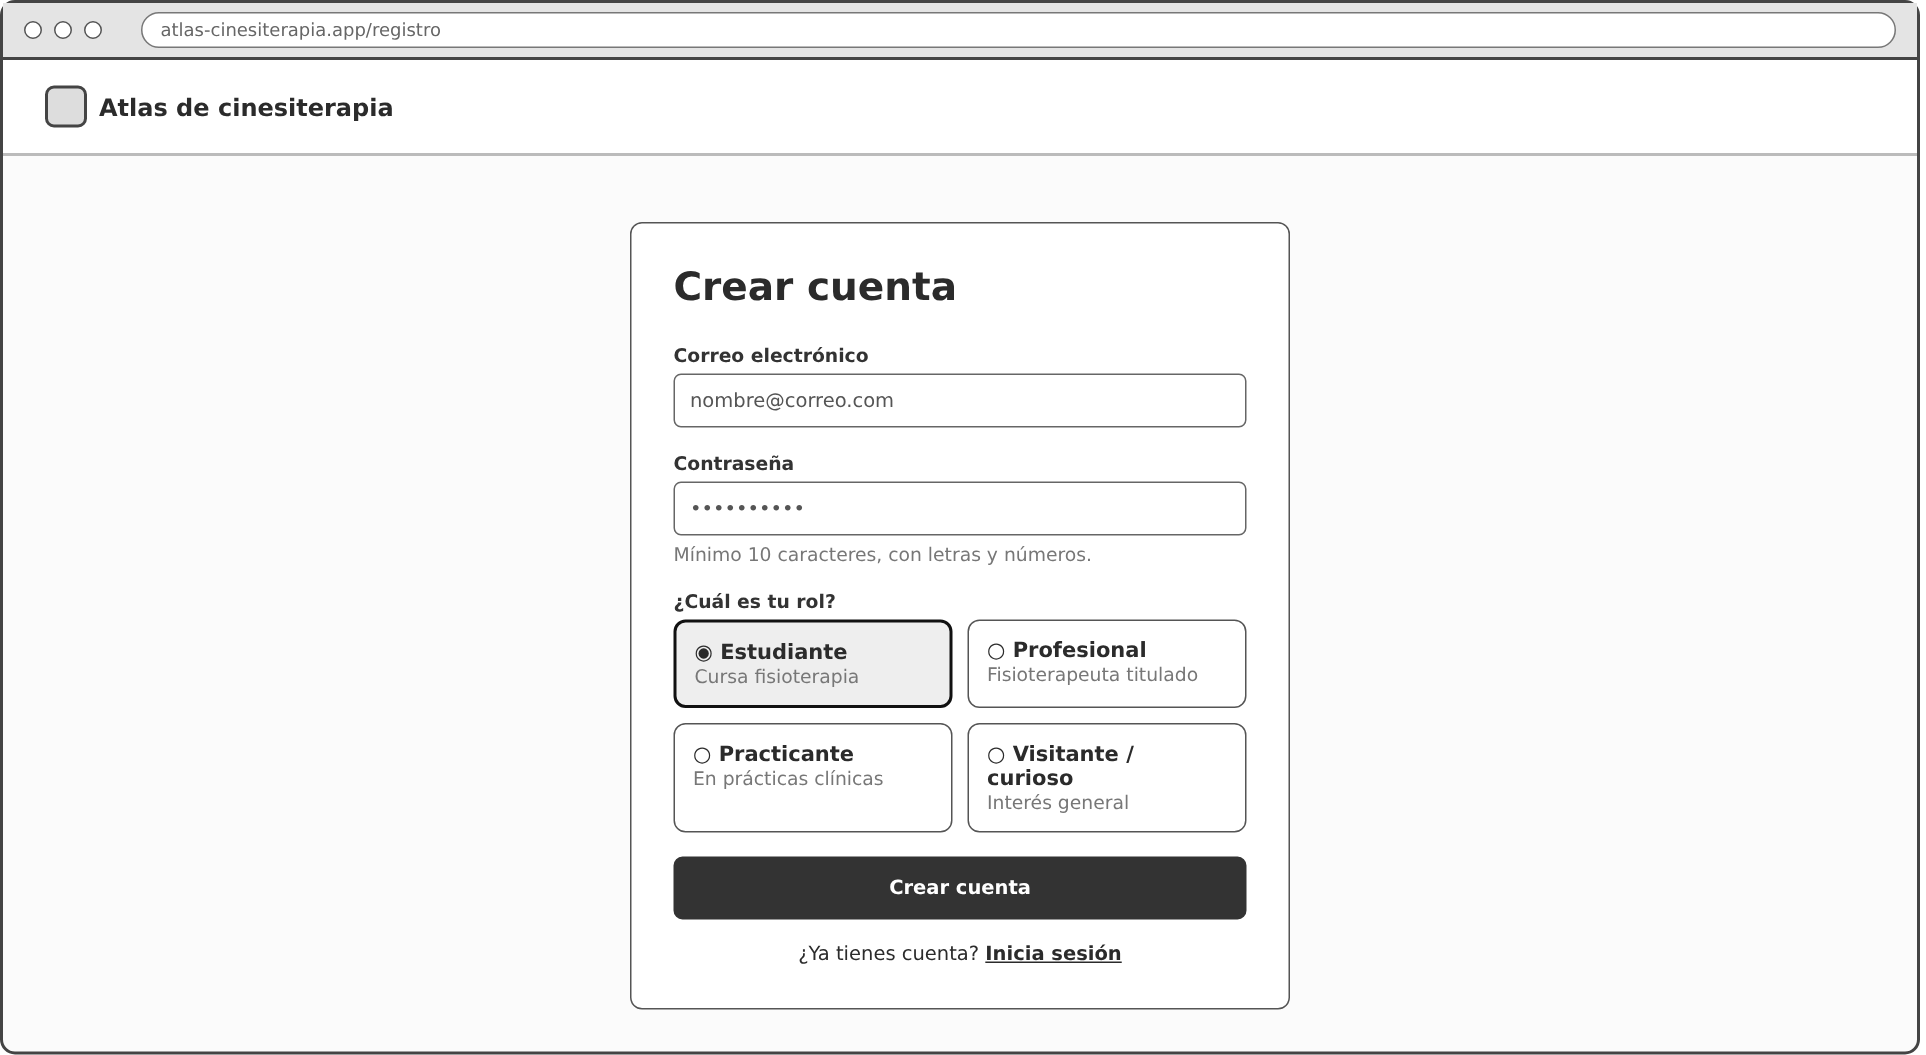 atlas-cinesiterapia.app/registro
Atlas de cinesiterapia
Crear cuenta
Correo electrónico
nombre@correo.com
Contraseña
••••••••••
Mínimo 10 caracteres, con letras y números.
¿Cuál es tu rol?
◉ Estudiante
Cursa fisioterapia
○ Profesional
Fisioterapeuta titulado
○ Practicante
En prácticas clínicas
○ Visitante /
curioso
Interés general
Crear cuenta
¿Ya tienes cuenta? Inicia sesión